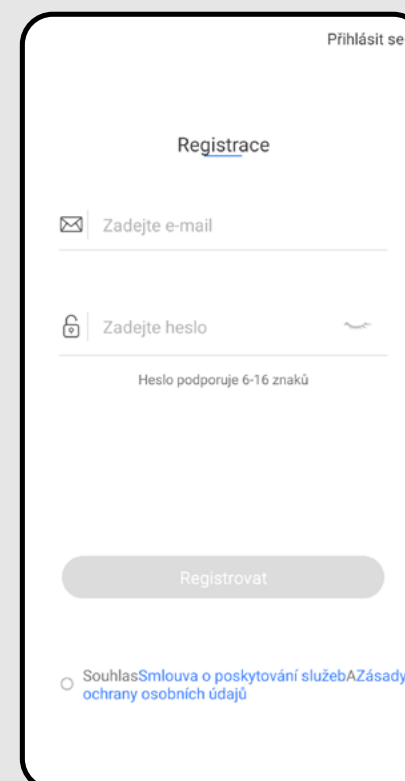 Přihlásit se
Registrace
Zadejte e-mail
Zadejte heslo
Heslo podporuje 6-16 znaků
Registrovat
SouhlasSmlouva o poskytování služebAZásady
ochrany osobních údajů